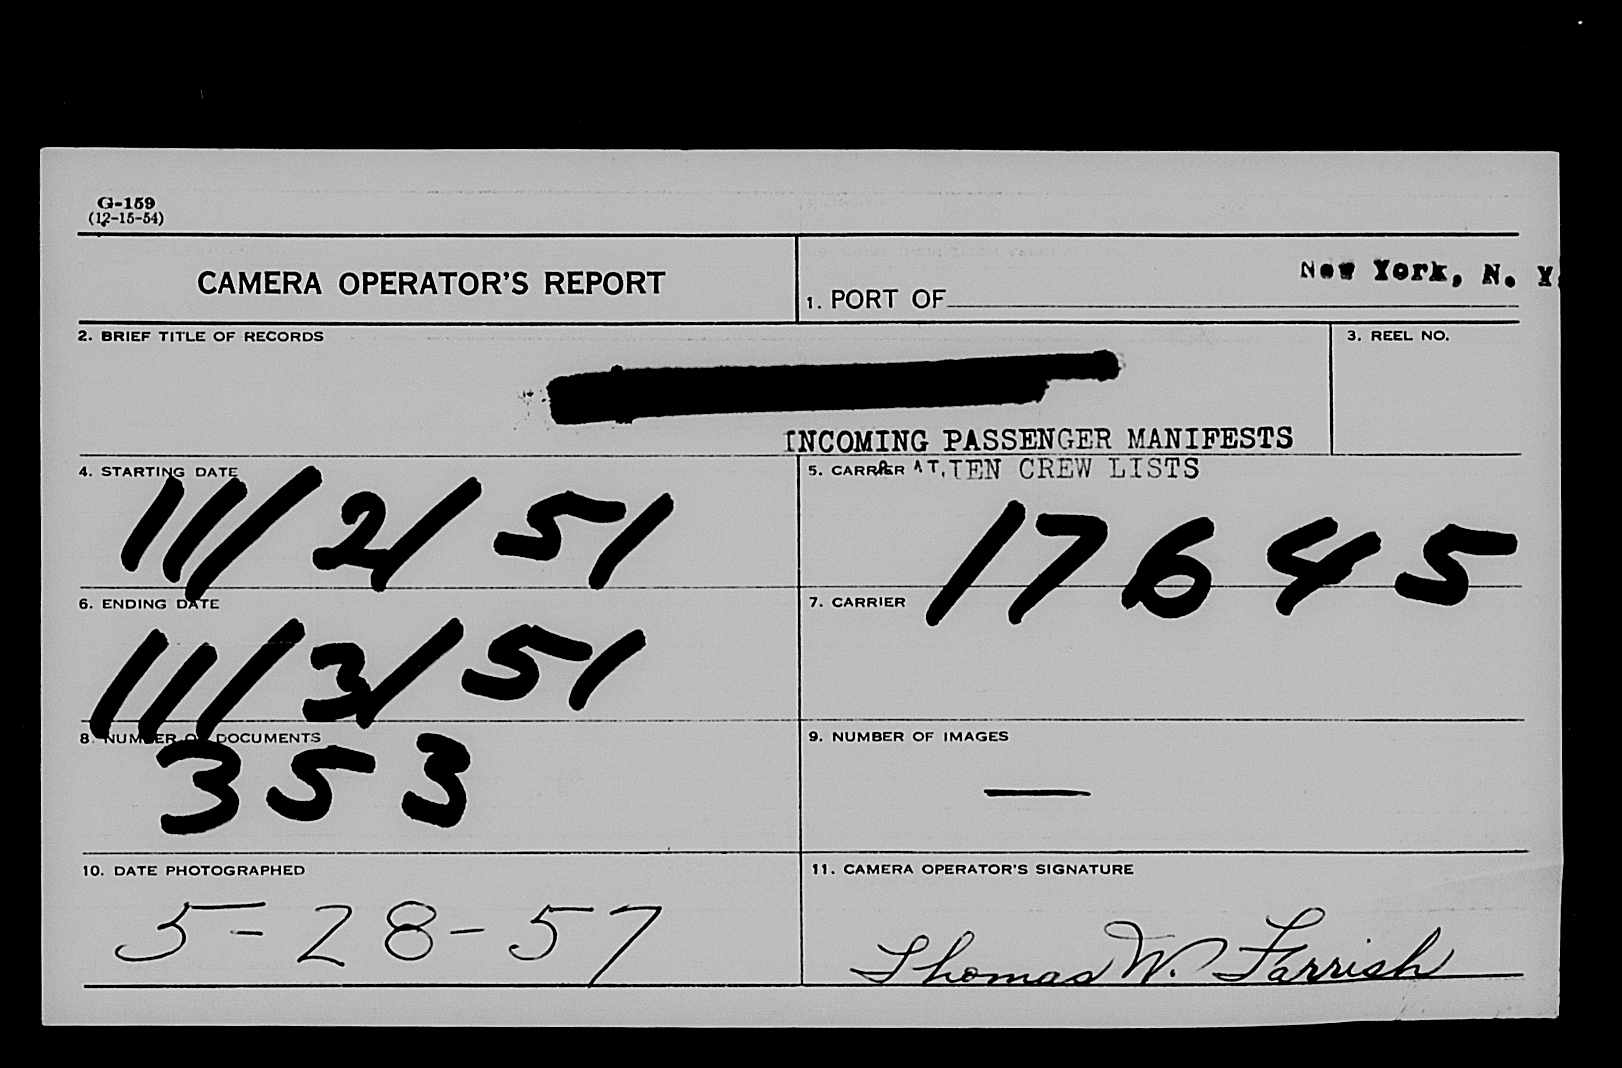 G-159
(12-15-54)
CAMERA OPERATOR'S REPORT
1. PORT OF
New York, N. Y.
2. BRIEF TITLE OF RECORDS
3. REEL NO.
INCOMING PASSENGER MANIFESTS
4. STARTING DATE
11/2/51
5. CARRIER
CREW LISTS
17645
6. ENDING DATE
11/3/51
7. CARRIER
8. NUMBER OF DOCUMENTS
353
9. NUMBER OF IMAGES
—
10. DATE PHOTOGRAPHED
5-28-57
11. CAMERA OPERATOR'S SIGNATURE
Thomas W. Farrish